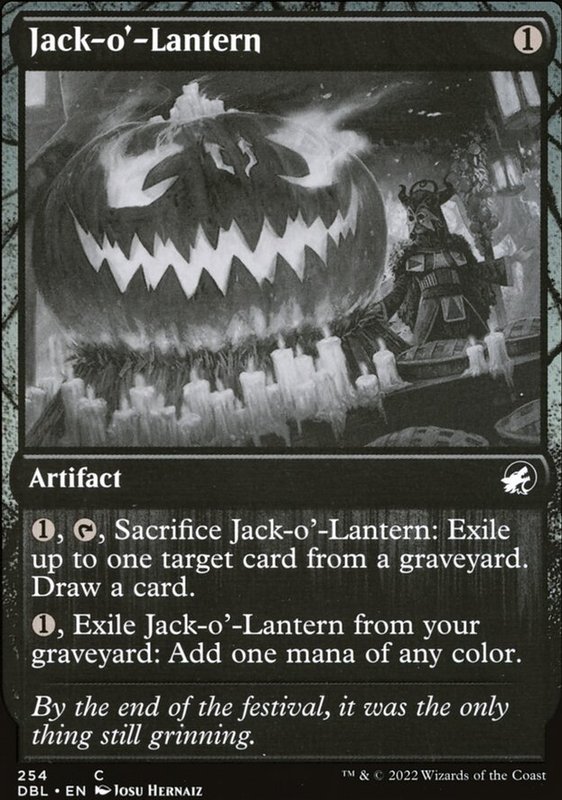 Jack-o'-Lantern 1
Artifact
1, Sacrifice Jack-o'-Lantern: Exile
up to one target card from a graveyard.
Draw a card.
1, Exile Jack-o'-Lantern from your
graveyard: Add one mana of any color.
By the end of the festival, it was the only
thing still grinning.
254 C
DBL • EN Josu Hernaiz
™ & © 2022 Wizards of the Coast